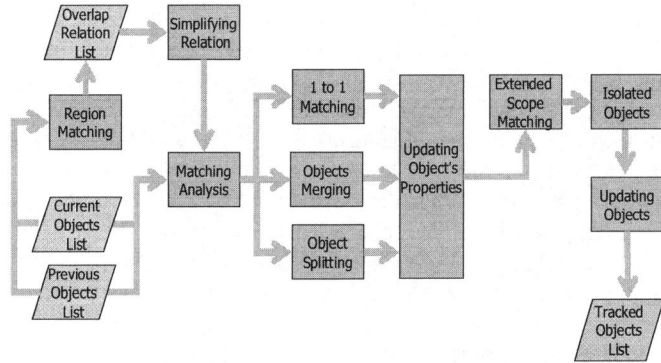 Overlap
Relation
List
Simplifying
Relation
Region
Matching
Current
Objects
List
Previous
Objects
List
Matching
Analysis
1 to 1
Matching
Objects
Merging
Object
Splitting
Updating
Object's
Properties
Extended
Scope
Matching
Isolated
Objects
Updating
Objects
Tracked
Objects
List